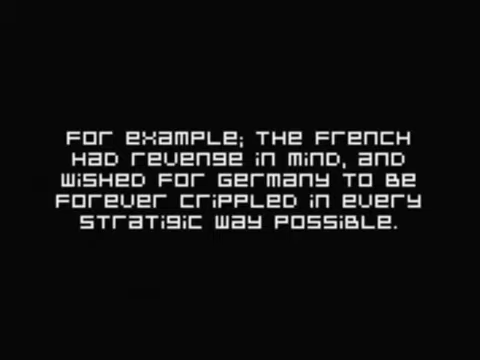 For example; the French
had revenge in mind, and
wished for Germany to be
forever crippled in every
stratigic way possible.